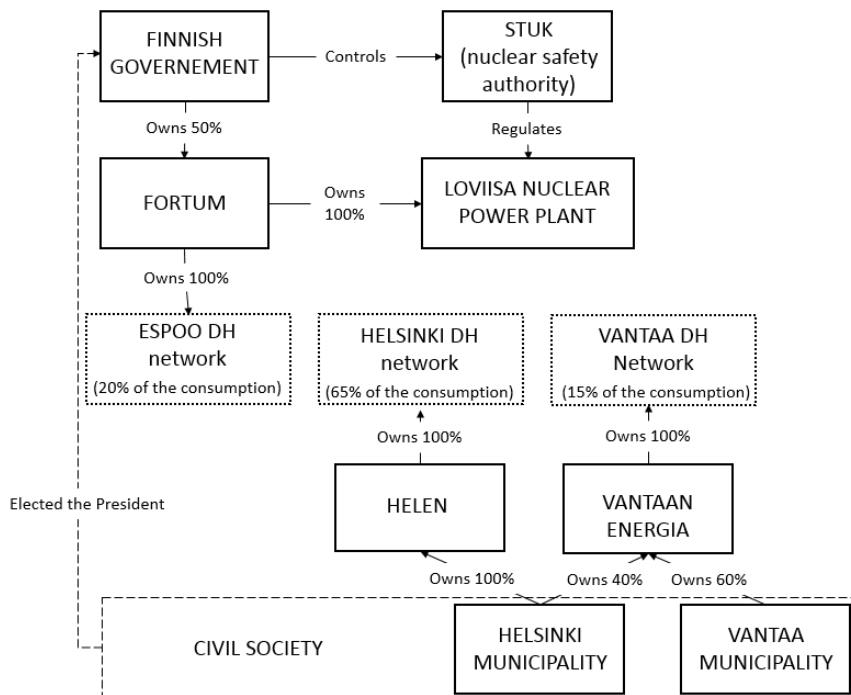 FINNISH
GOVERNEMENT
Controls
STUK
(nuclear safety
authority)
Owns 50%
Regulates
FORTUM
Owns
100%
LOVIISA NUCLEAR
POWER PLANT
Owns 100%
ESPOO DH
network
(20% of the consumption)
HELSINKI DH
network
(65% of the consumption)
VANTAA DH
Network
(15% of the consumption)
Owns 100%
Owns 100%
HELEN
VANTAAN
ENERGIA
Elected the President
Owns 100%
Owns 40%
Owns 60%
CIVIL SOCIETY
HELSINKI
MUNICIPALITY
VANTAA
MUNICIPALITY